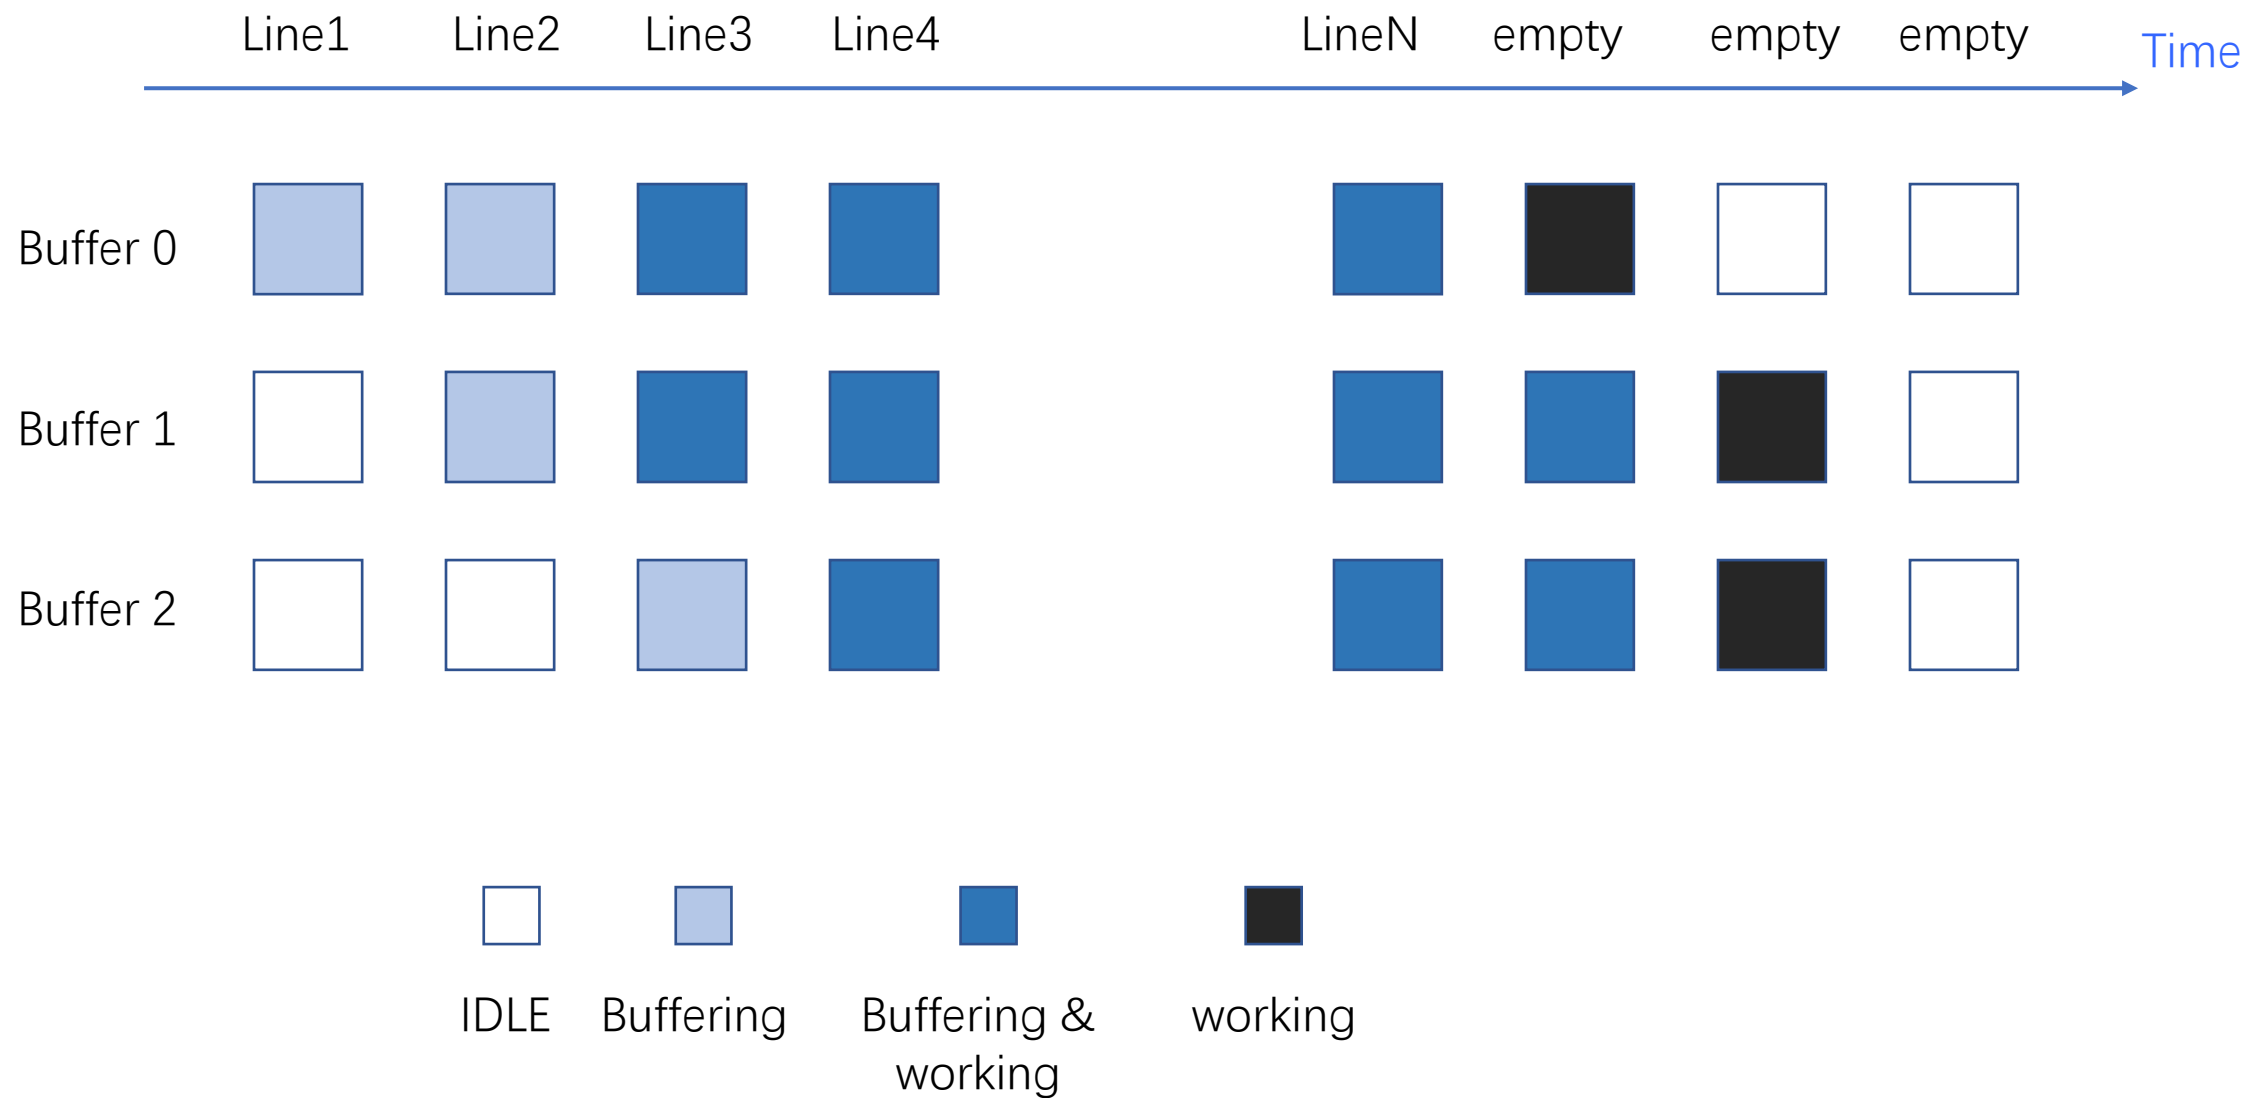 Line1 Line2 Line3 Line4 LineN empty empty empty
Time
Buffer 0
Buffer 1
Buffer 2
IDLE Buffering Buffering & working
working